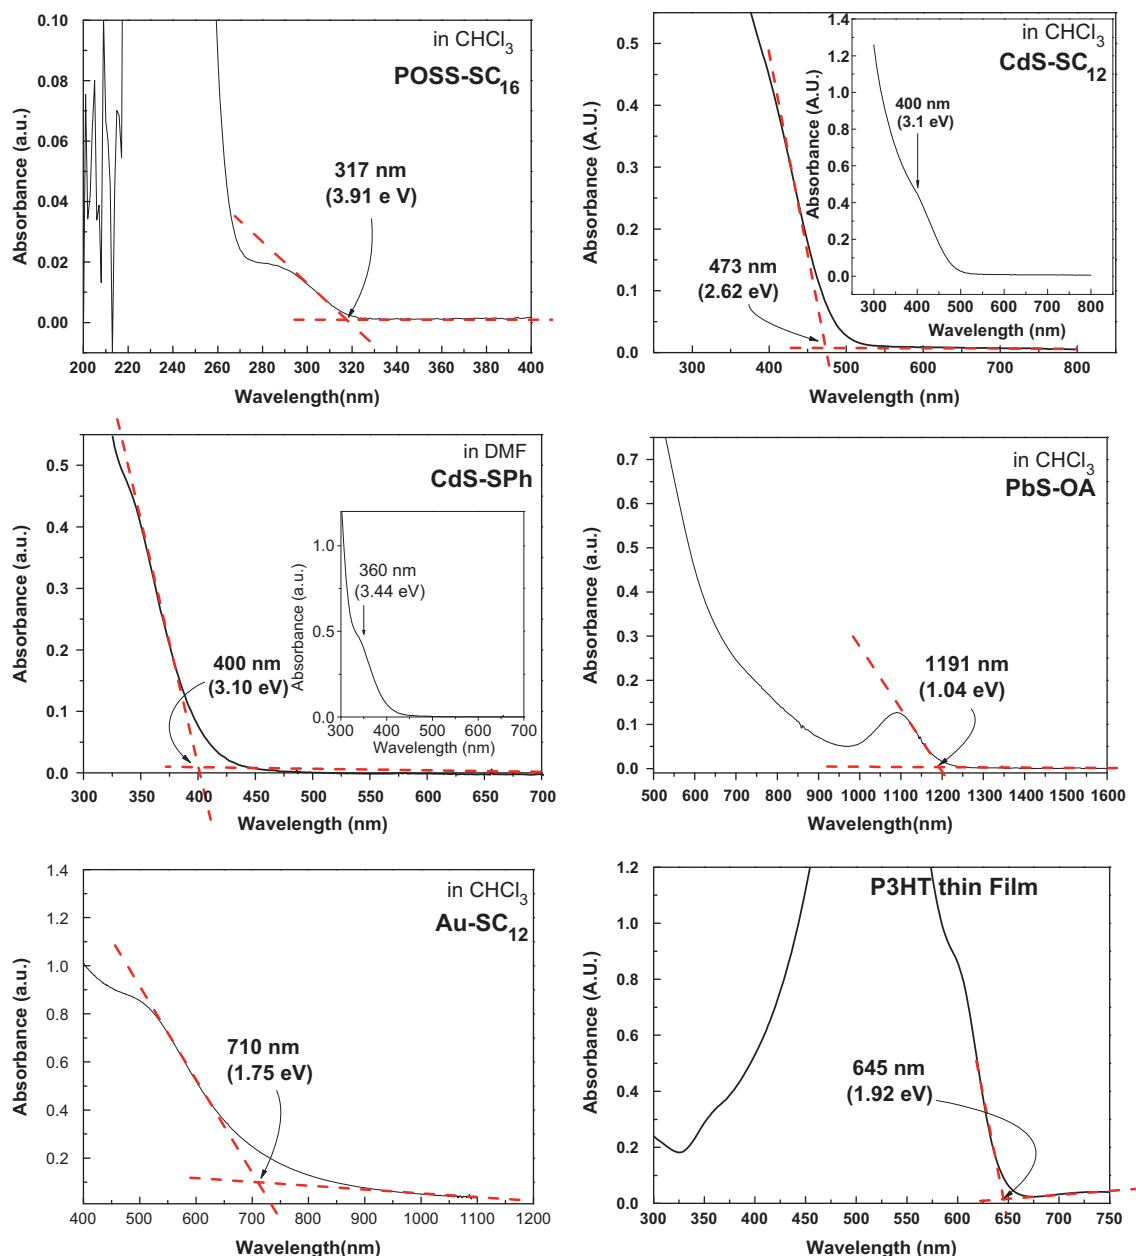 in CHCl3
POSS-SC16
317 nm
(3.91 e V)
0.10
0.08
0.06
0.04
0.02
0.00
Absorbance (a.u.)
200 220 240 260 280 300 320 340 360 380 400
Wavelength(nm)
in CHCl3
CdS-SC12
473 nm
(2.62 eV)
0.5
0.4
0.3
0.2
0.1
0.0
Absorbance (A.U.)
300 400 500 600 700 800
Wavelength (nm)
400 nm
(3.1 eV)
1.4
1.2
1.0
0.8
0.6
0.4
0.2
0.0
Absorbance (A.U.)
300 400 500 600 700 800
Wavelength (nm)
in DMF
CdS-SPh
400 nm
(3.10 eV)
0.5
0.4
0.3
0.2
0.1
0.0
Absorbance (a.u.)
300 350 400 450 500 550 600 650 700
Wavelength (nm)
360 nm
(3.44 eV)
1.0
0.5
0.0
Absorbance (a.u.)
300 400 500 600 700
Wavelength (nm)
in CHCl3
PbS-OA
1191 nm
(1.04 eV)
0.7
0.6
0.5
0.4
0.3
0.2
0.1
0.0
Absorbance (a.u.)
500 600 700 800 900 1000 1100 1200 1300 1400 1500 1600
Wavelength(nm)
in CHCl3
Au-SC12
710 nm
(1.75 eV)
1.4
1.2
1.0
0.8
0.6
0.4
0.2
Absorbance (a.u.)
400 500 600 700 800 900 1000 1100 1200
Wavelength(nm)
P3HT thin Film
645 nm
(1.92 eV)
1.2
1.0
0.8
0.6
0.4
0.2
0.0
Absorbance (A.U.)
300 350 400 450 500 550 600 650 700 750
Wavelength (nm)